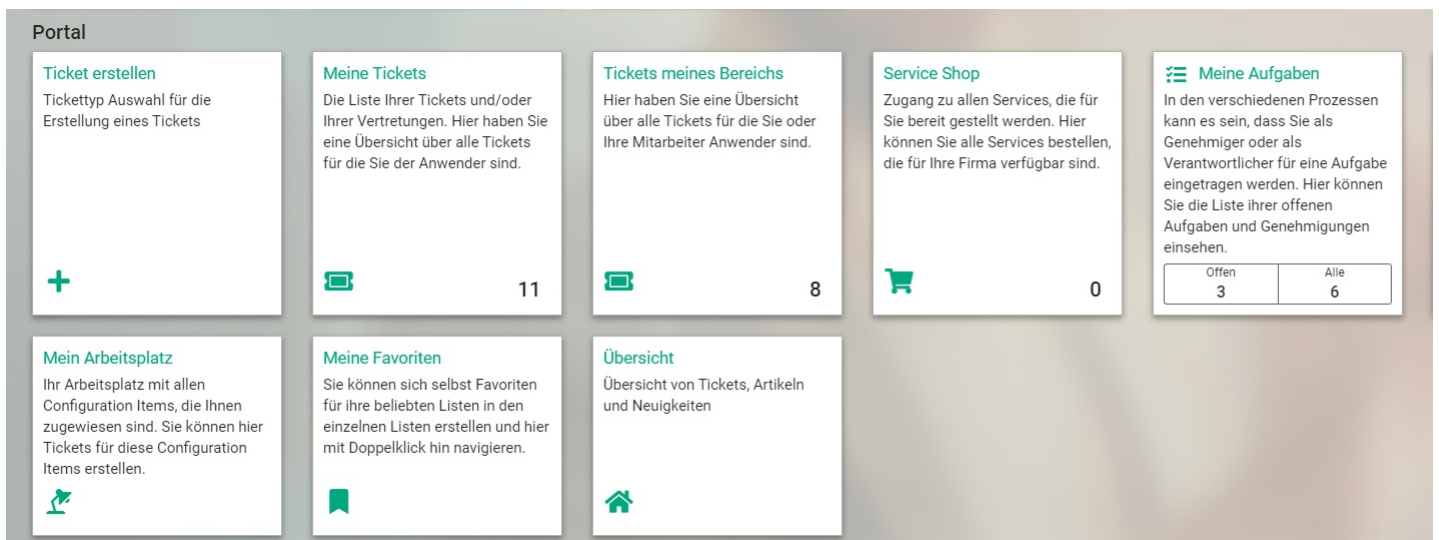 Portal
Ticket erstellen
Tickettyp Auswahl für die
Erstellung eines Tickets
Meine Tickets
Die Liste Ihrer Tickets und/oder
Ihrer Vertretungen. Hier haben Sie
eine Übersicht über alle Tickets
für die Sie der Anwender sind.
11
Tickets meines Bereichs
Hier haben Sie eine Übersicht
über alle Tickets für die Sie oder
Ihre Mitarbeiter Anwender sind.
8
Service Shop
Zugang zu allen Services, die für
Sie bereit gestellt werden. Hier
können Sie alle Services bestellen,
die für Ihre Firma verfügbar sind.
0
Meine Aufgaben
In den verschiedenen Prozessen
kann es sein, dass Sie als
Genehmiger oder als
Verantwortlicher für eine Aufgabe
eingetragen werden. Hier können
Sie die Liste ihrer offenen
Aufgaben und Genehmigungen
einsehen.
Offen Alle
3 6
Mein Arbeitsplatz
Ihr Arbeitsplatz mit allen
Configuration Items, die Ihnen
zugewiesen sind. Sie können hier
Tickets für diese Configuration
Items erstellen.
Meine Favoriten
Sie können sich selbst Favoriten
für ihre beliebten Listen in den
einzelnen Listen erstellen und hier
mit Doppelklick hin navigieren.
Übersicht
Übersicht von Tickets, Artikeln
und Neuigkeiten